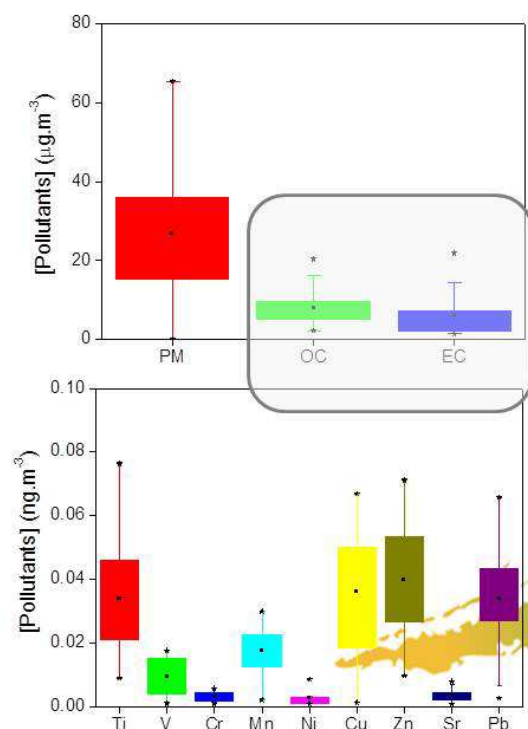 80
60
40
20
0
[Pollutants] (µg.m-3)
PM OC EC
0.10
0.08
0.06
0.04
0.02
0.00
[Pollutants] (ng.m-3)
Ti V Cr Mn Ni Cu Zn Sr Pb